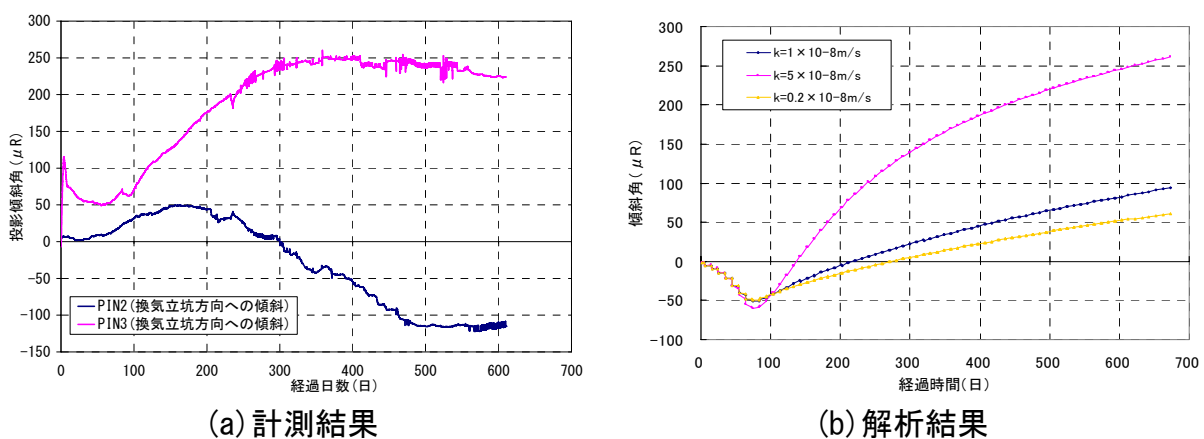 300
250
200
150
100
50
0
-50
-100
-150
投影傾斜角(μR)
PIN2(換気立坑方向への傾斜)
PIN3(換気立坑方向への傾斜)
0 100 200 300 400 500 600 700
経過日数(日)
(a)計測結果
300
250
200
150
100
50
0
-50
-100
傾斜角(μR)
k=1×10-8m/s
k=5×10-8m/s
k=0.2×10-8m/s
0 100 200 300 400 500 600 700
経過時間(日)
(b)解析結果